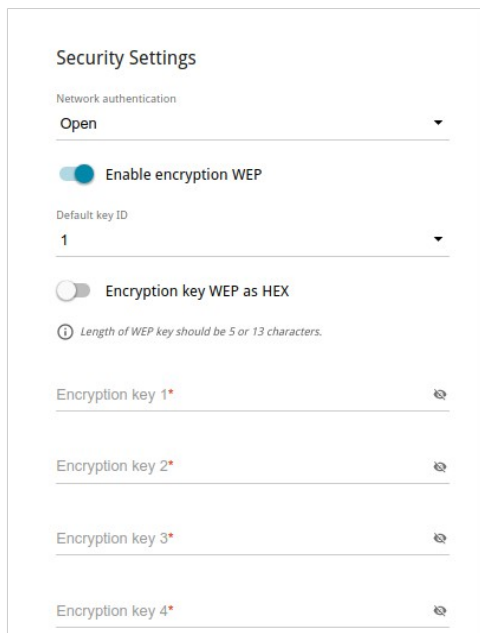 Security Settings
Network authentication
Open
Enable encryption WEP
Default key ID
1
Encryption key WEP as HEX
Length of WEP key should be 5 or 13 characters.
Encryption key 1*
Encryption key 2*
Encryption key 3*
Encryption key 4*